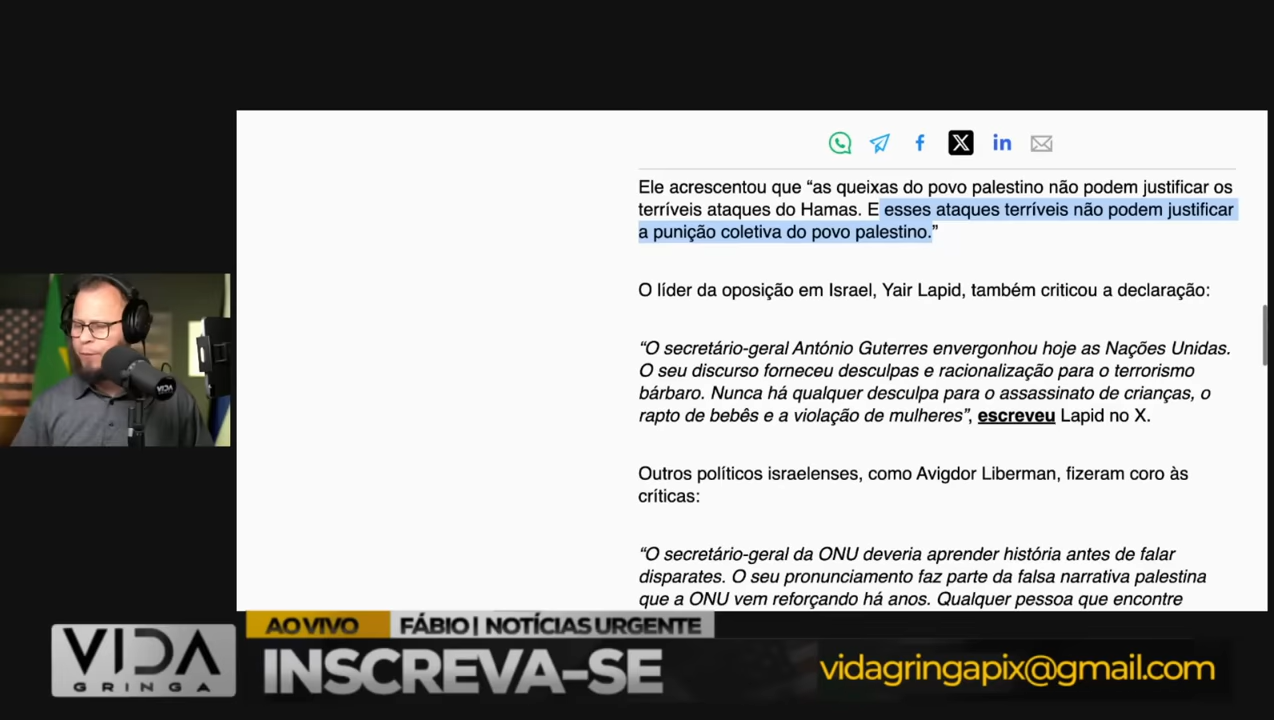 Ele acrescentou que “as queixas do povo palestino não podem justificar os
terríveis ataques do Hamas. E esses ataques terríveis não podem justificar
a punição coletiva do povo palestino.”
O líder da oposição em Israel, Yair Lapid, também criticou a declaração:
“O secretário-geral António Guterres envergonhou hoje as Nações Unidas.
O seu discurso forneceu desculpas e racionalização para o terrorismo
bárbaro. Nunca há qualquer desculpa para o assassinato de crianças, o
rapto de bebês e a violação de mulheres”, escreveu Lapid no X.
Outros políticos israelenses, como Avigdor Liberman, fizeram coro às
críticas:
“O secretário-geral da ONU deveria aprender história antes de falar
disparates. O seu pronunciamento faz parte da falsa narrativa palestina
que a ONU vem reforçando há anos. Qualquer pessoa que encontre
AO VIVO FÁBIO | NOTÍCIAS URGENTE
VIDA
GRINGA
INSCREVA-SE
vidagringapix@gmail.com